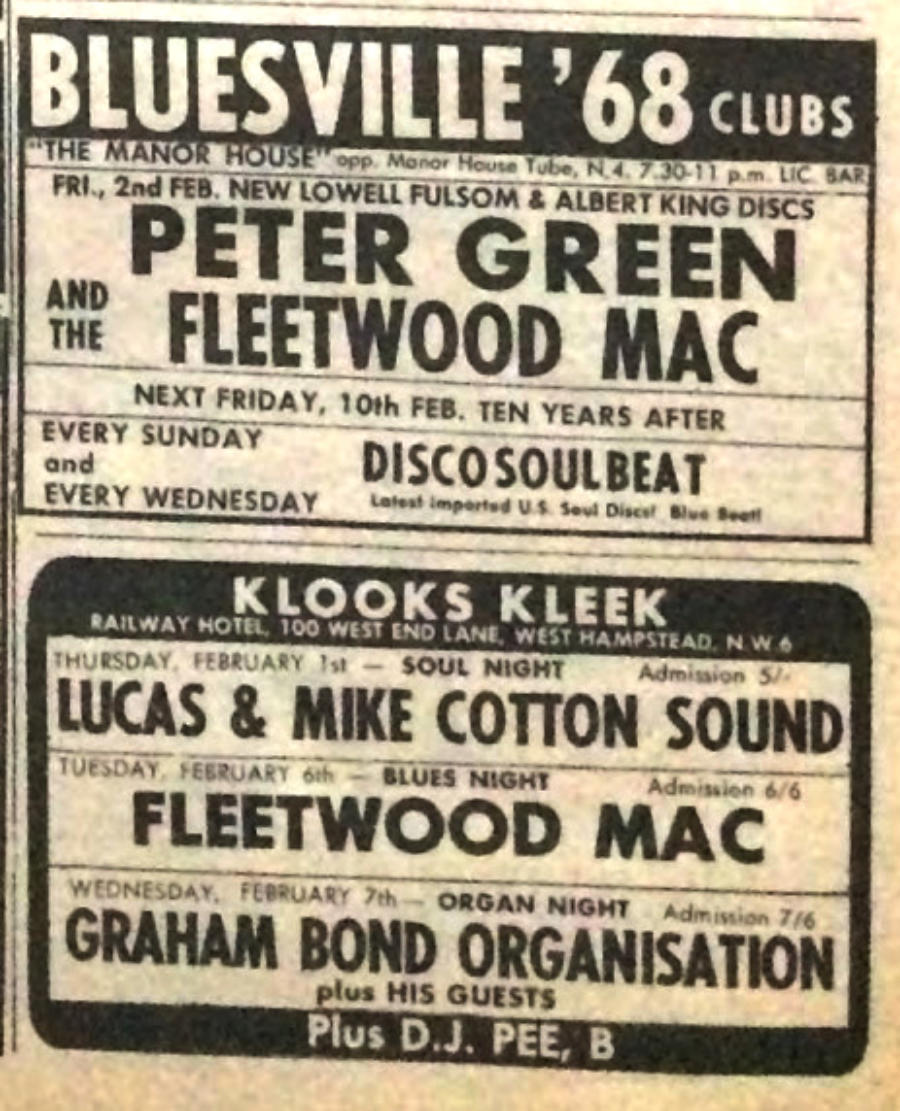 BLUESVILLE '68 CLUBS
"THE MANOR HOUSE" opp. Manor House Tube, N.4. 7.30-11 p.m. LIC. BAR
FRI., 2nd FEB. NEW LOWELL FULSOM & ALBERT KING DISCS
PETER GREEN
AND THE FLEETWOOD MAC
NEXT FRIDAY, 10th FEB. TEN YEARS AFTER
EVERY SUNDAY
and
EVERY WEDNESDAY
DISCOSOULBEAT
Latest imported U.S. Soul Discs! Blue Beat!
KLOOKS KLEEK
RAILWAY HOTEL, 100 WEST END LANE, WEST HAMPSTEAD, N.W.6
THURSDAY, FEBRUARY 1st — SOUL NIGHT Admission 5/-
LUCAS & MIKE COTTON SOUND
TUESDAY, FEBRUARY 6th — BLUES NIGHT Admission 6/6
FLEETWOOD MAC
WEDNESDAY, FEBRUARY 7th — ORGAN NIGHT Admission 7/6
GRAHAM BOND ORGANISATION
plus HIS GUESTS
Plus D.J. PEE, B